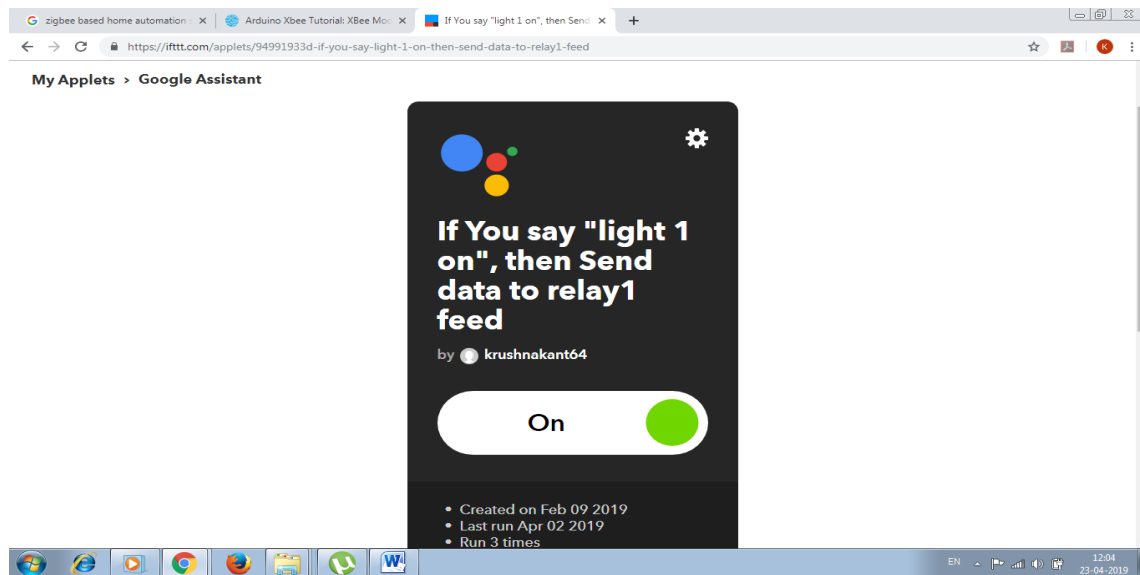 zigbee based home automation
Arduino Xbee Tutorial: XBee Mod
If You say "light 1 on", then Send
https://ifttt.com/applets/94991933d-if-you-say-light-1-on-then-send-data-to-relay1-feed
K
My Applets > Google Assistant
If You say "light 1
on", then Send
data to relay1
feed
by krushnakant64
On
• Created on Feb 09 2019
• Last run Apr 02 2019
• Run 3 times
EN
12:04
23-04-2019